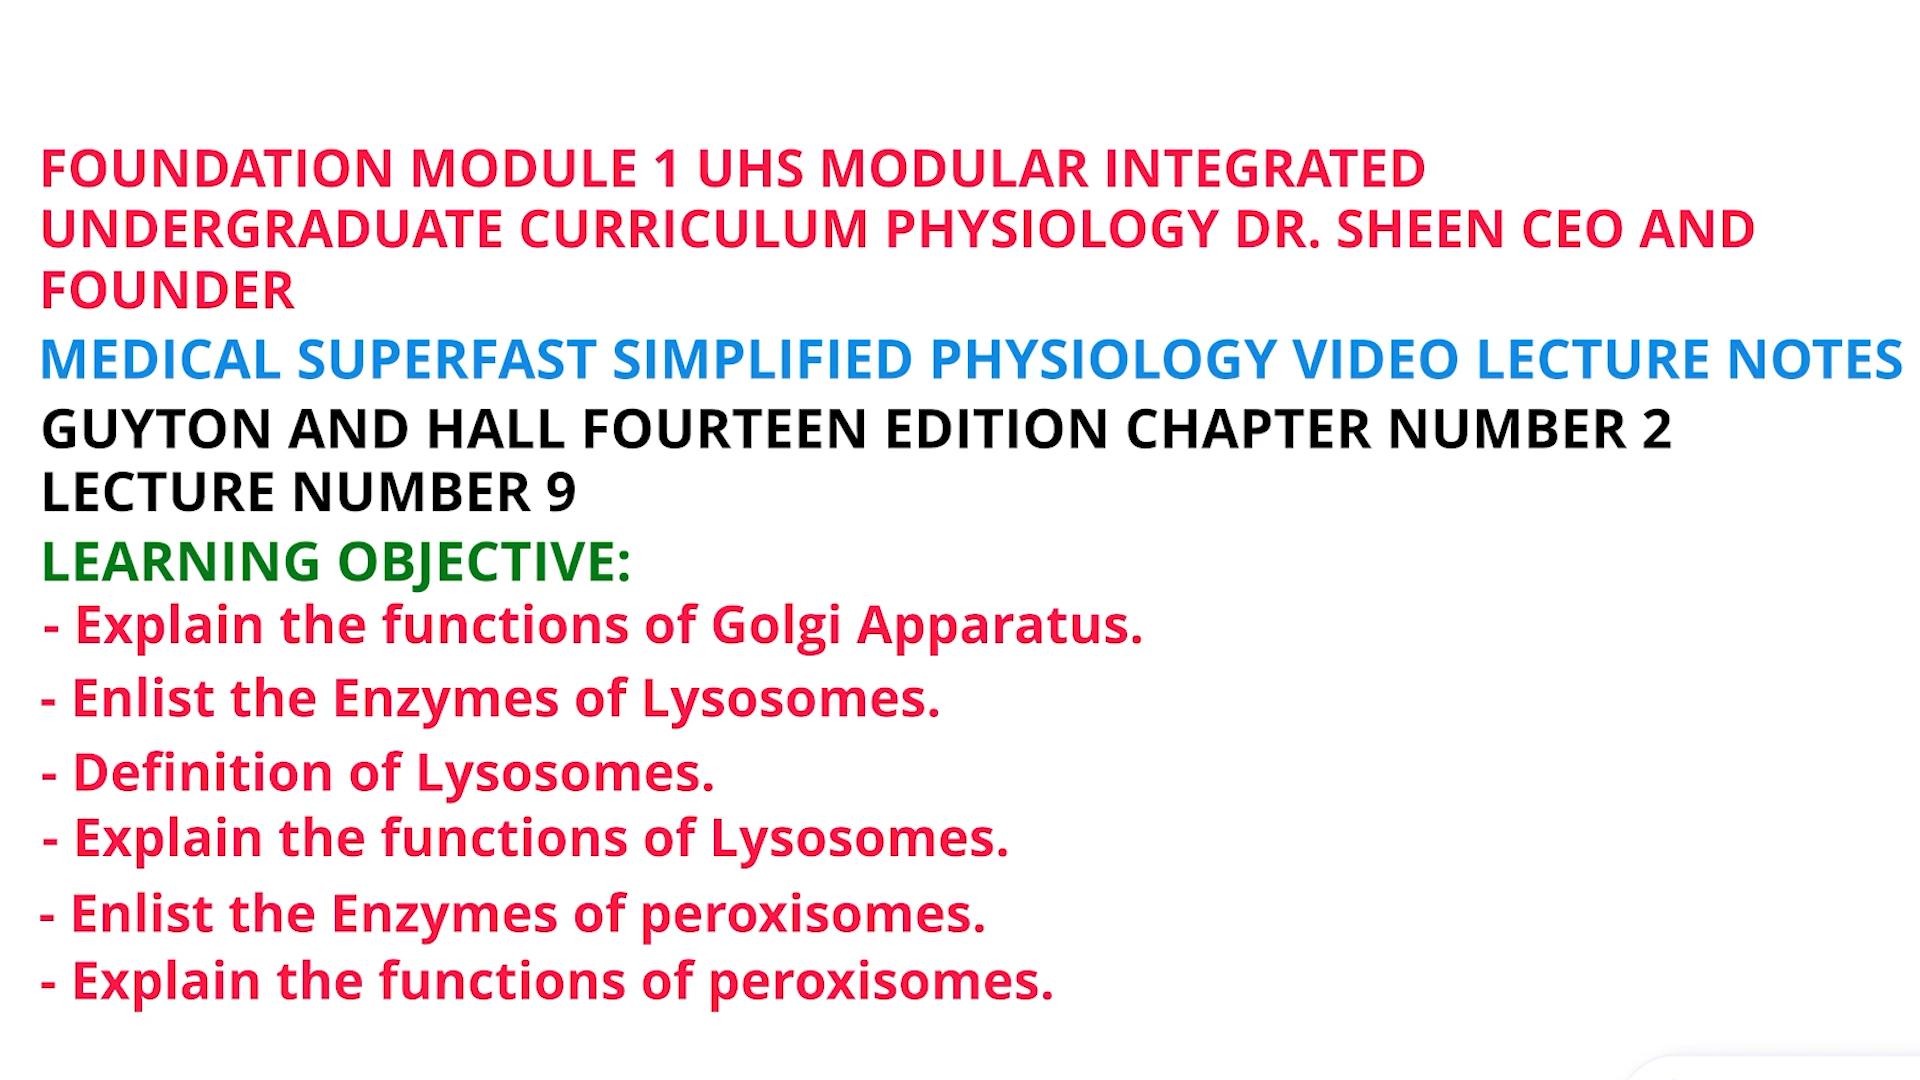 FOUNDATION MODULE 1 UHS MODULAR INTEGRATED
UNDERGRADUATE CURRICULUM PHYSIOLOGY DR. SHEEN CEO AND
FOUNDER
MEDICAL SUPERFAST SIMPLIFIED PHYSIOLOGY VIDEO LECTURE NOTES
GUYTON AND HALL FOURTEEN EDITION CHAPTER NUMBER 2
LECTURE NUMBER 9
LEARNING OBJECTIVE:
- Explain the functions of Golgi Apparatus.
- Enlist the Enzymes of Lysosomes.
- Definition of Lysosomes.
- Explain the functions of Lysosomes.
- Enlist the Enzymes of peroxisomes.
- Explain the functions of peroxisomes.